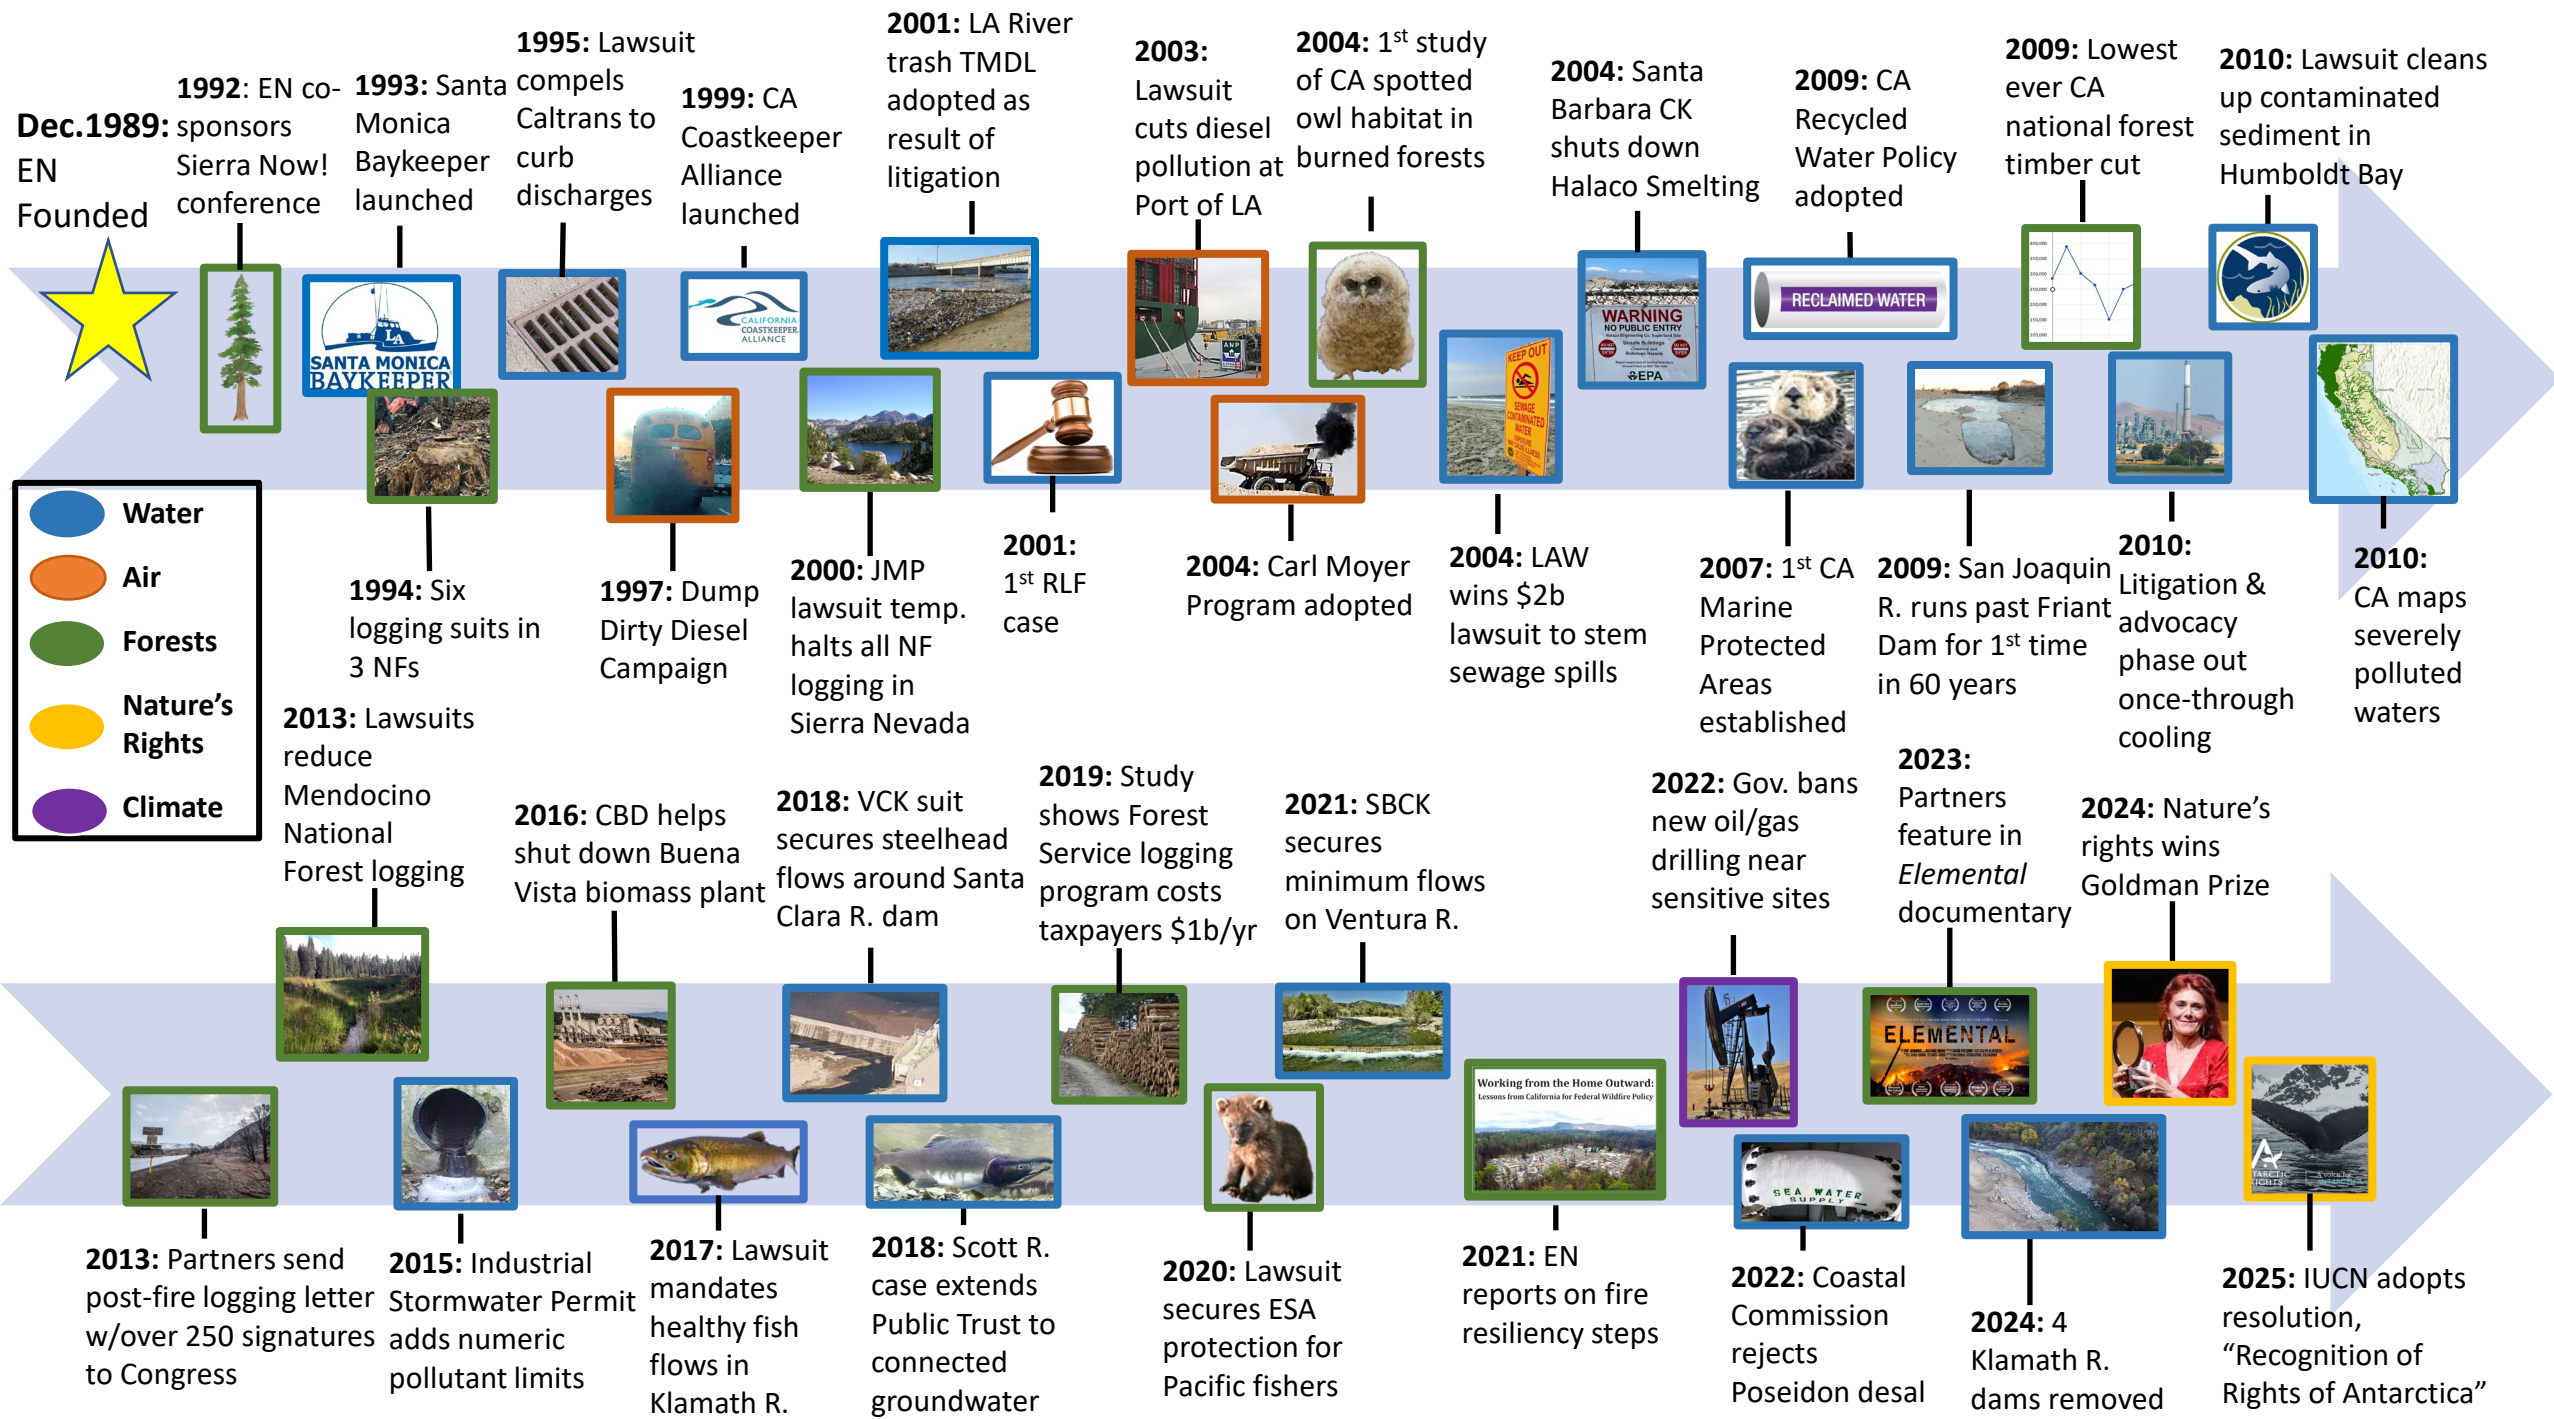 Dec.1989:
EN
Founded
1992: EN co-
sponsors
Sierra Now!
conference
1993: Santa
Monica
Baykeeper
launched
1995: Lawsuit
compels
Caltrans to
curb
discharges
1999: CA
Coastkeeper
Alliance
launched
2001: LA River
trash TMDL
adopted as
result of
litigation
2003:
Lawsuit
cuts diesel
pollution at
Port of LA
2004: 1st study
of CA spotted
owl habitat in
burned forests
2004: Santa
Barbara CK
shuts down
Halaco Smelting
2009: CA
Recycled
Water Policy
adopted
2009: Lowest
ever CA
national forest
timber cut
2010: Lawsuit cleans
up contaminated
sediment in
Humboldt Bay
LA
SANTA MONICA
BAYKEEPER
CALIFORNIA
COASTKEEPER
ALLIANCE
ANP
KEEP OUT
SEWAGE
CONTAMINATED
WATER
WARNING
NO PUBLIC ENTRY
Unsafe Buildings
EPA
RECLAIMED WATER
Water
Air
Forests
Nature's
Rights
Climate
1994: Six
logging suits in
3 NFs
1997: Dump
Dirty Diesel
Campaign
2000: JMP
lawsuit temp.
halts all NF
logging in
Sierra Nevada
2001:
1st RLF
case
2004: Carl Moyer
Program adopted
2004: LAW
wins $2b
lawsuit to stem
sewage spills
2007: 1st CA
Marine
Protected
Areas
established
2009: San Joaquin
R. runs past Friant
Dam for 1st time
in 60 years
2010:
Litigation &
advocacy
phase out
once-through
cooling
2010:
CA maps
severely
polluted
waters
2013: Lawsuits
reduce
Mendocino
National
Forest logging
2016: CBD helps
shut down Buena
Vista biomass plant
2018: VCK suit
secures steelhead
flows around Santa
Clara R. dam
2019: Study
shows Forest
Service logging
program costs
taxpayers $1b/yr
2021: SBCK
secures
minimum flows
on Ventura R.
2022: Gov. bans
new oil/gas
drilling near
sensitive sites
2023:
Partners
feature in
Elemental
documentary
2024: Nature's
rights wins
Goldman Prize
Working from the Home Outward:
Lessons from California for Federal Wildfire Policy
ELEMENTAL
SEA WATER
SUPPLY
2013: Partners send
post-fire logging letter
w/over 250 signatures
to Congress
2015: Industrial
Stormwater Permit
adds numeric
pollutant limits
2017: Lawsuit
mandates
healthy fish
flows in
Klamath R.
2018: Scott R.
case extends
Public Trust to
connected
groundwater
2020: Lawsuit
secures ESA
protection for
Pacific fishers
2021: EN
reports on fire
resiliency steps
2022: Coastal
Commission
rejects
Poseidon desal
2024: 4
Klamath R.
dams removed
2025: IUCN adopts
resolution,
"Recognition of
Rights of Antarctica"